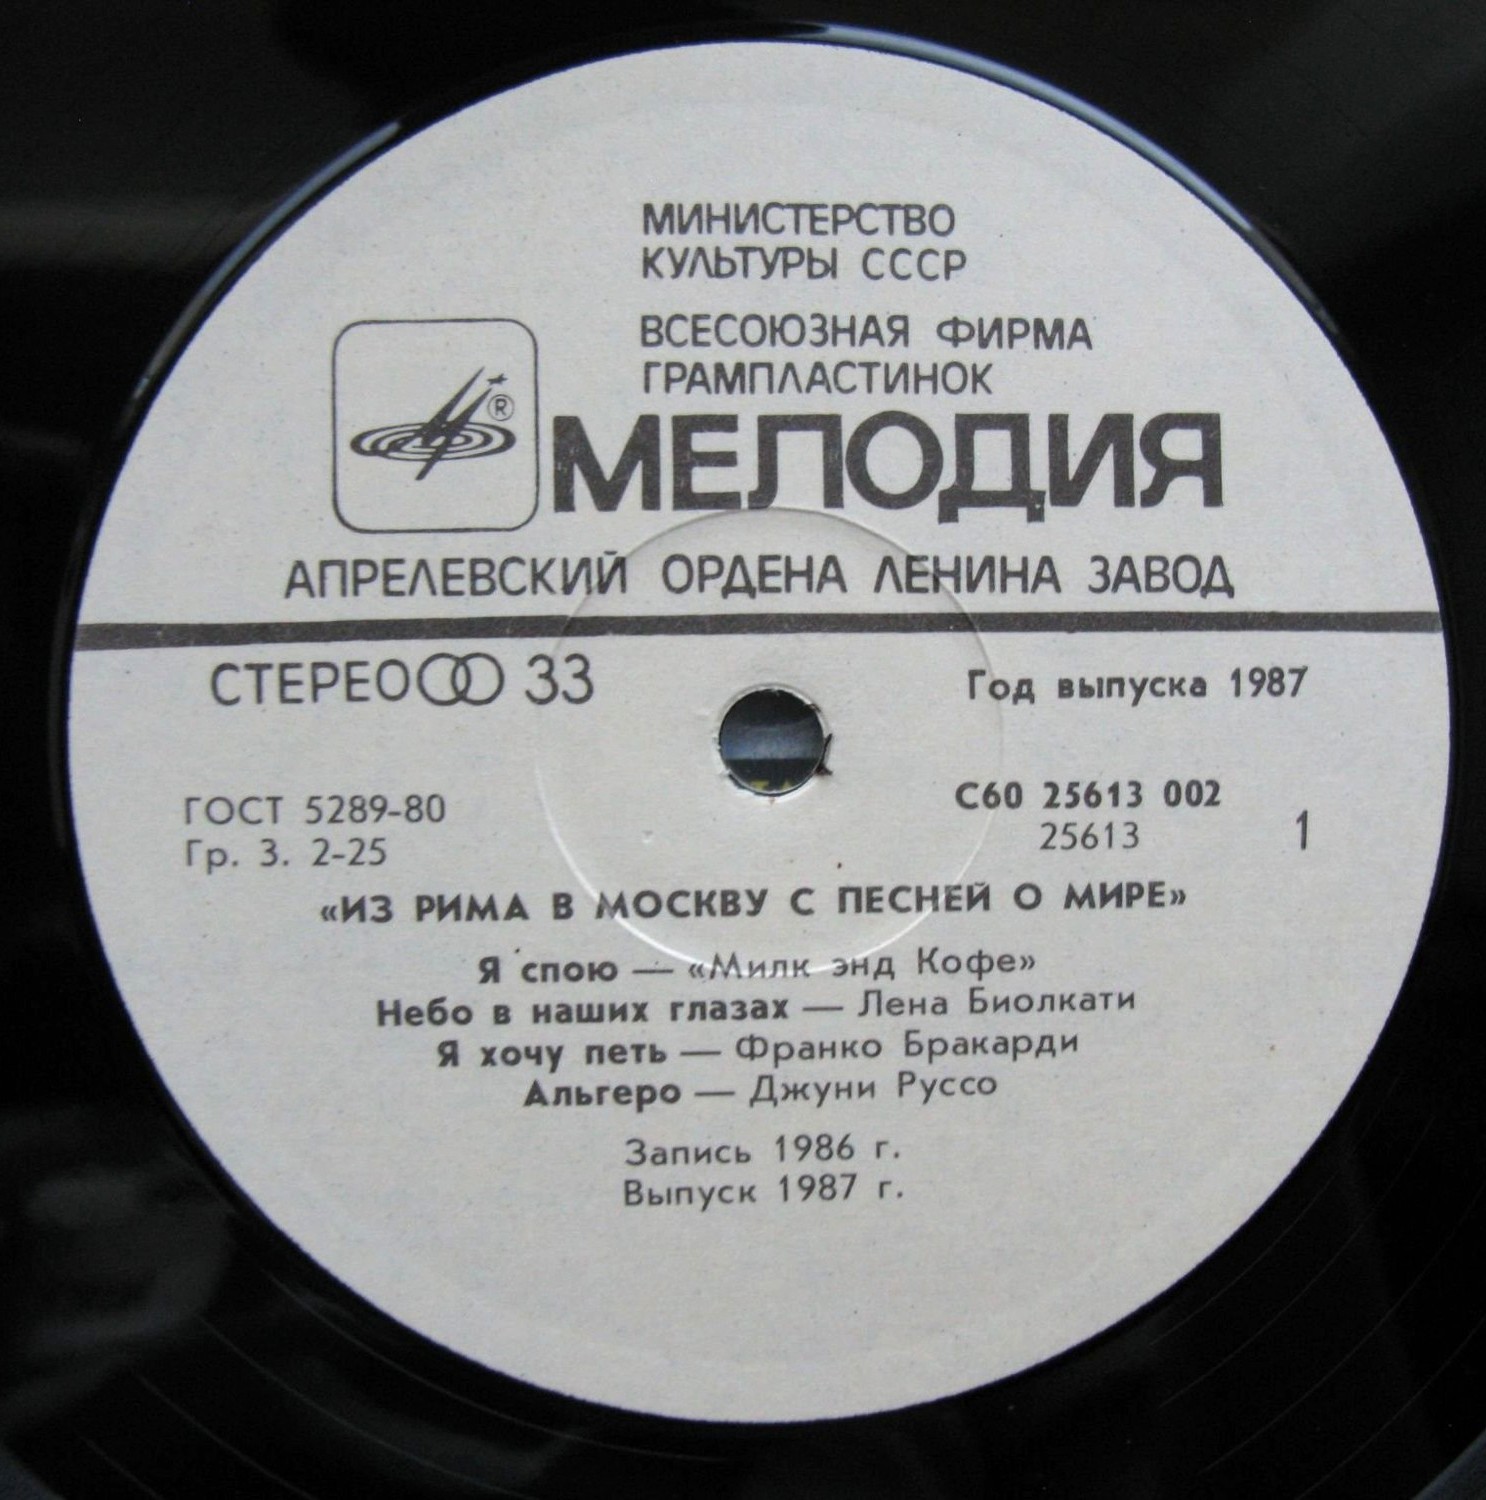 МИНИСТЕРСТВО
КУЛЬТУРЫ СССР
ВСЕСОЮЗНАЯ ФИРМА
ГРАМПЛАСТИНОК
®
МЕЛОДИЯ
АПРЕЛЕВСКИЙ ОРДЕНА ЛЕНИНА ЗАВОД
СТЕРЕО 33
Год выпуска 1987
ГОСТ 5289-80
Гр. 3. 2-25
С60 25613 002
25613
1
«ИЗ РИМА В МОСКВУ С ПЕСНЕЙ О МИРЕ»
Я спою — «Милк энд Кофе»
Небо в наших глазах — Лена Биолкати
Я хочу петь — Франко Бракарди
Альгеро — Джуни Руссо
Запись 1986 г.
Выпуск 1987 г.